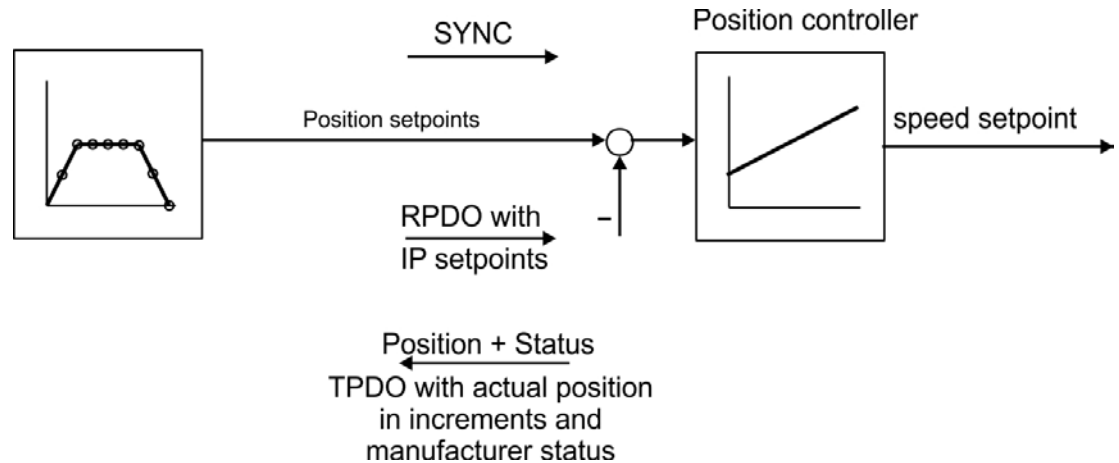 Position controller
SYNC
Position setpoints
speed setpoint
RPDO with
IP setpoints
–
Position + Status
TPDO with actual position
in increments and
manufacturer status